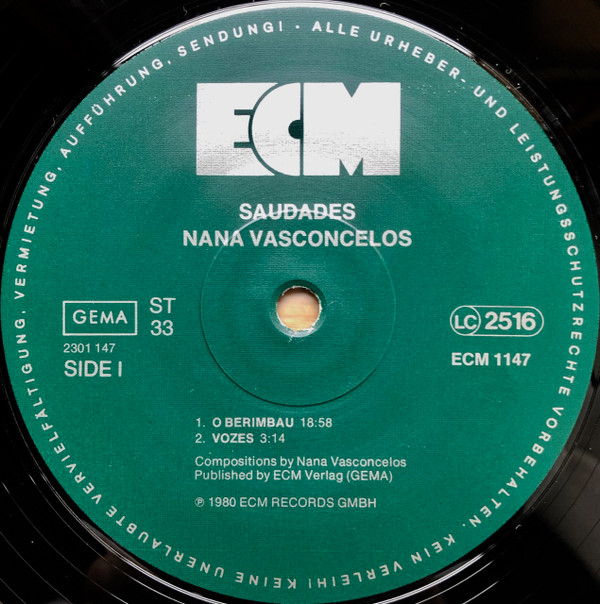 ALLE URHEBER- UND LEISTUNGSSCHUTZRECHTE VORBEHALTEN. KEIN VERLEIH! KEINE UNERLAUBTE VERVIELFÄLTIGUNG, VERMIETUNG, AUFFÜHRUNG, SENDUNG! ·
ECM
SAUDADES
NANA VASCONCELOS
GEMA
ST
33
LC 2516
2301 147
SIDE I
ECM 1147
1. O BERIMBAU 18:58
2. VOZES 3:14
Compositions by Nana Vasconcelos
Published by ECM Verlag (GEMA)
℗ 1980 ECM RECORDS GMBH